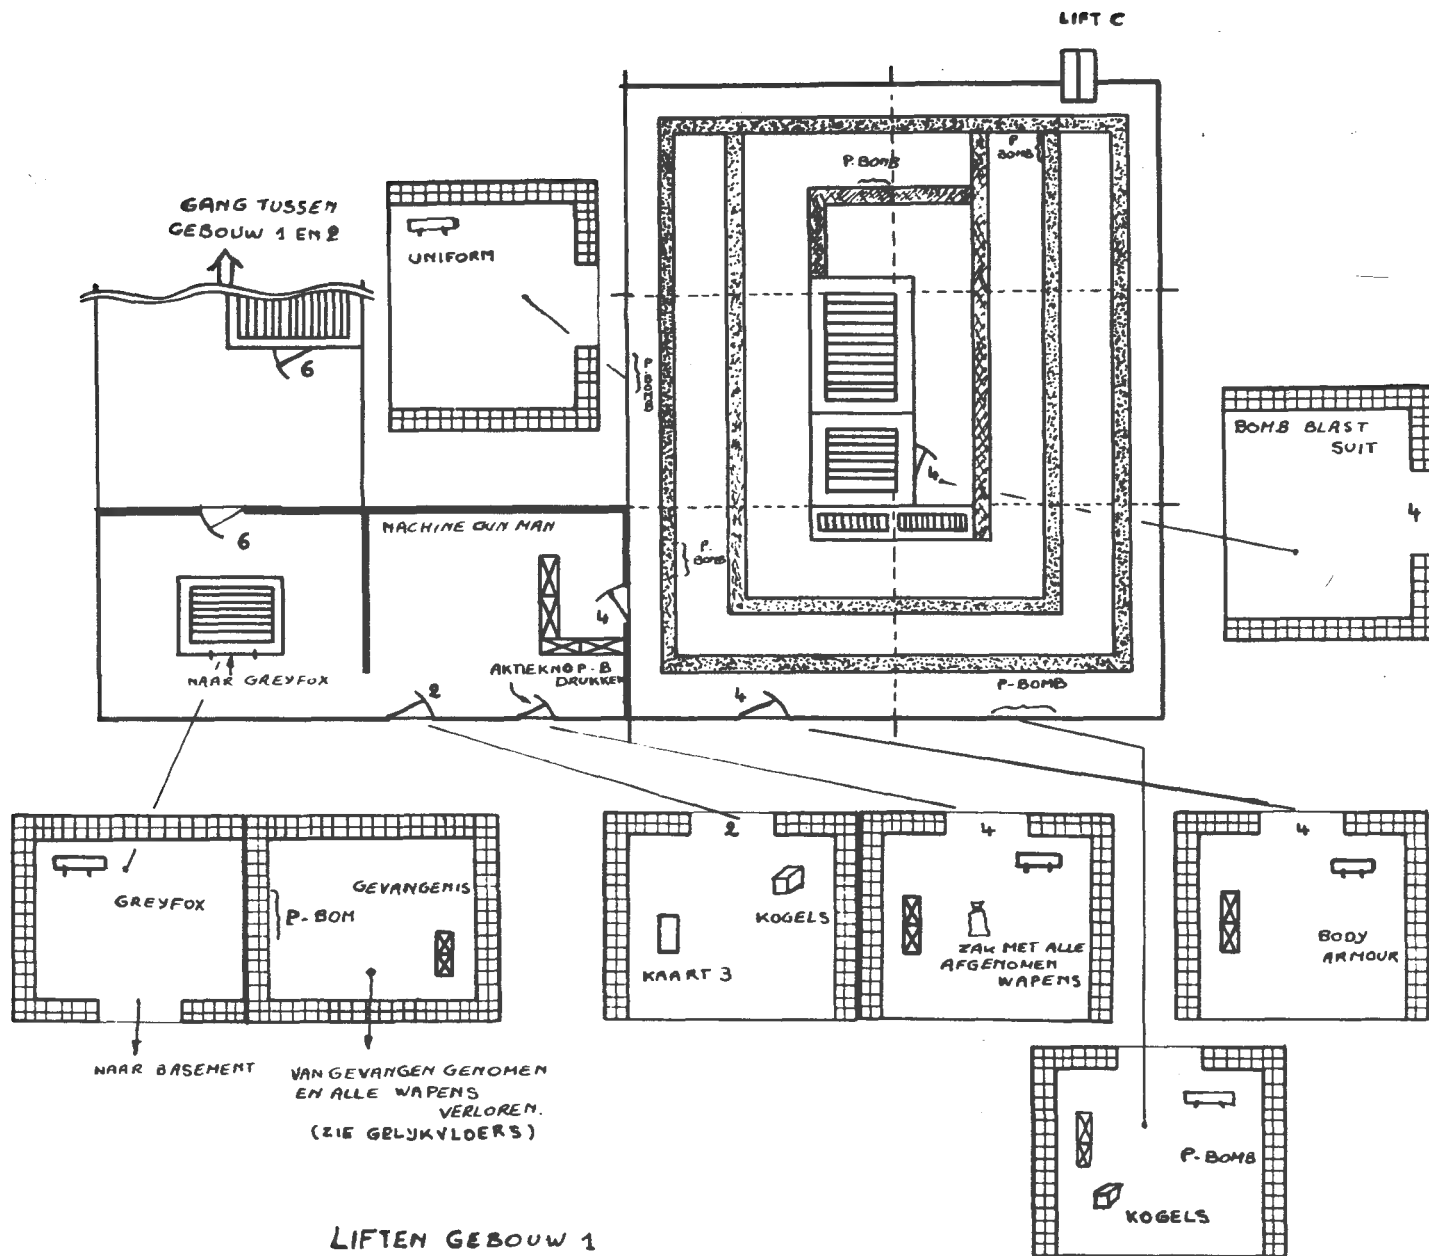 LIFT C
P. BOMB
P
BOMB
GANG TUSSEN
GEBOUW 1 EN 2
UNIFORM
6
P. BOMB
BOMB BLAST
SUIT
4
4
MACHINE GUN MAN
6
P.
BOMB
4
NAAR GREYFOX
AKTIEKNOP-B
DRUKKEN
2
4
P-BOMB
GREYFOX
GEVANGENIS
P-BOM
2
KOGELS
KAART 3
4
ZAK MET ALLE
AFGENOMEN
WAPENS
4
BODY
ARMOUR
NAAR BASEMENT
VAN GEVANGEN GENOMEN
EN ALLE WAPENS
VERLOREN.
(ZIE GELIJKVLOERS)
P-BOMB
KOGELS
LIFTEN GEBOUW 1